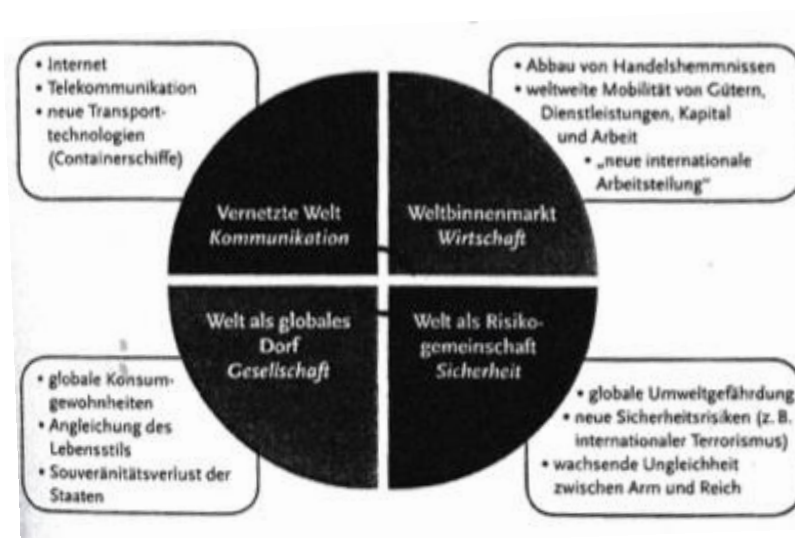 • Internet
• Telekommunikation
• neue Transport-
technologien
(Containerschiffe)
• Abbau von Handelshemmnissen
• weltweite Mobilität von Gütern,
Dienstleistungen, Kapital
und Arbeit
• „neue internationale
Arbeitsteilung“
Vernetzte Welt
Kommunikation
Weltbinnenmarkt
Wirtschaft
Welt als globales
Dorf
Gesellschaft
Welt als Risiko-
gemeinschaft
Sicherheit
• globale Konsum-
gewohnheiten
• Angleichung des
Lebensstils
• Souveränitätsverlust der
Staaten
• globale Umweltgefährdung
• neue Sicherheitsrisiken (z. B.
internationaler Terrorismus)
• wachsende Ungleichheit
zwischen Arm und Reich